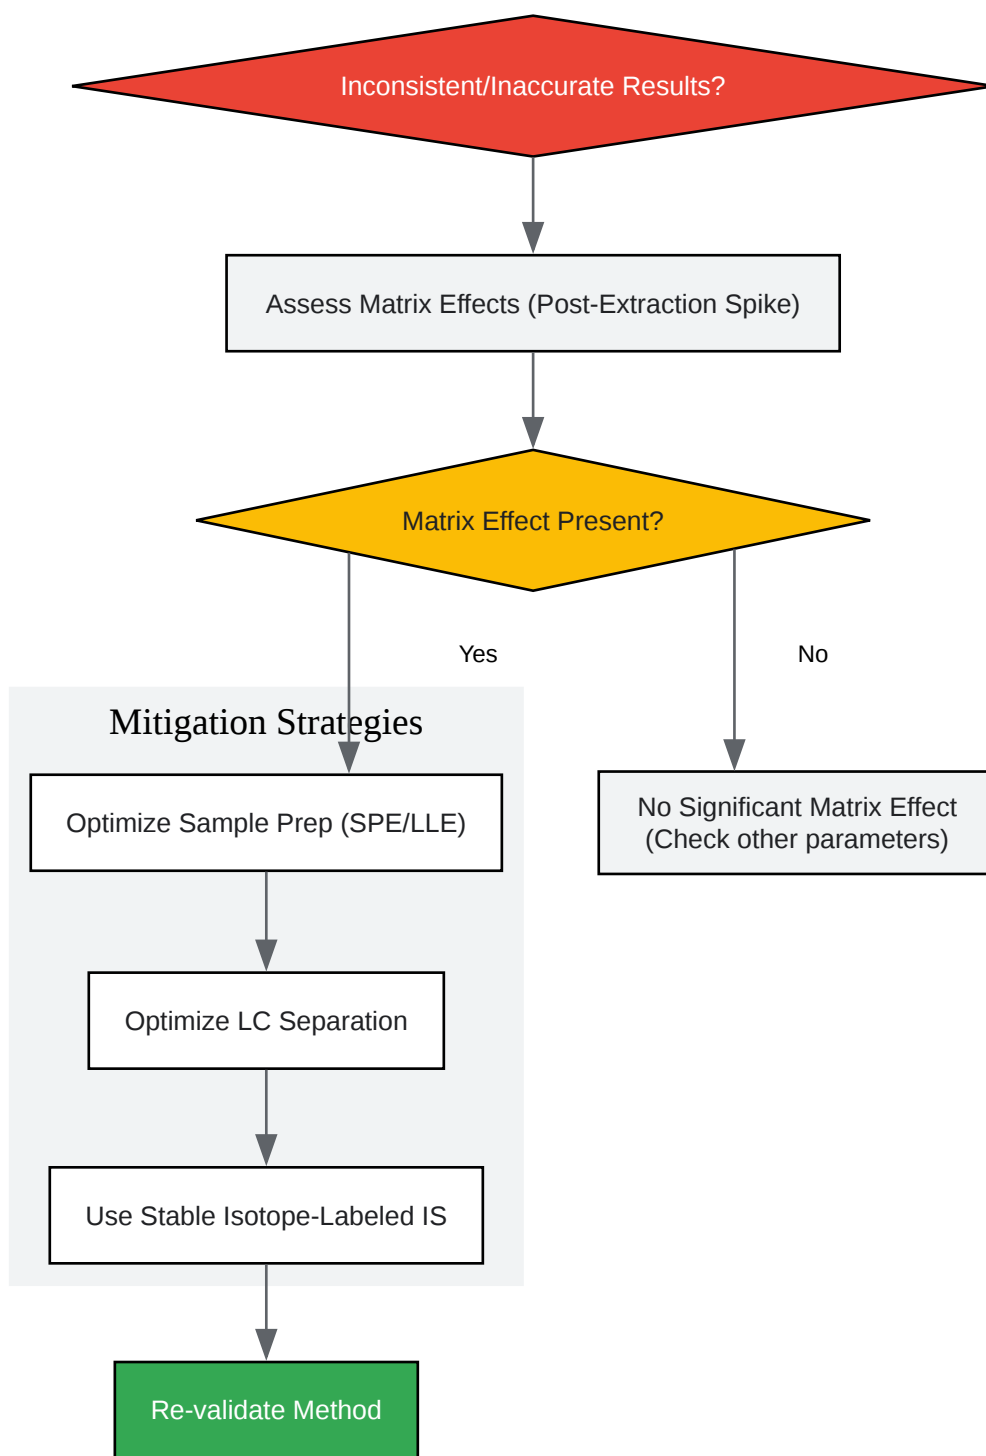 Inconsistent/Inaccurate Results?
Assess Matrix Effects (Post-Extraction Spike)
Matrix Effect Present?
Yes
No
Mitigation Strategies
Optimize Sample Prep (SPE/LLE)
No Significant Matrix Effect
(Check other parameters)
Optimize LC Separation
Use Stable Isotope-Labeled IS
Re-validate Method